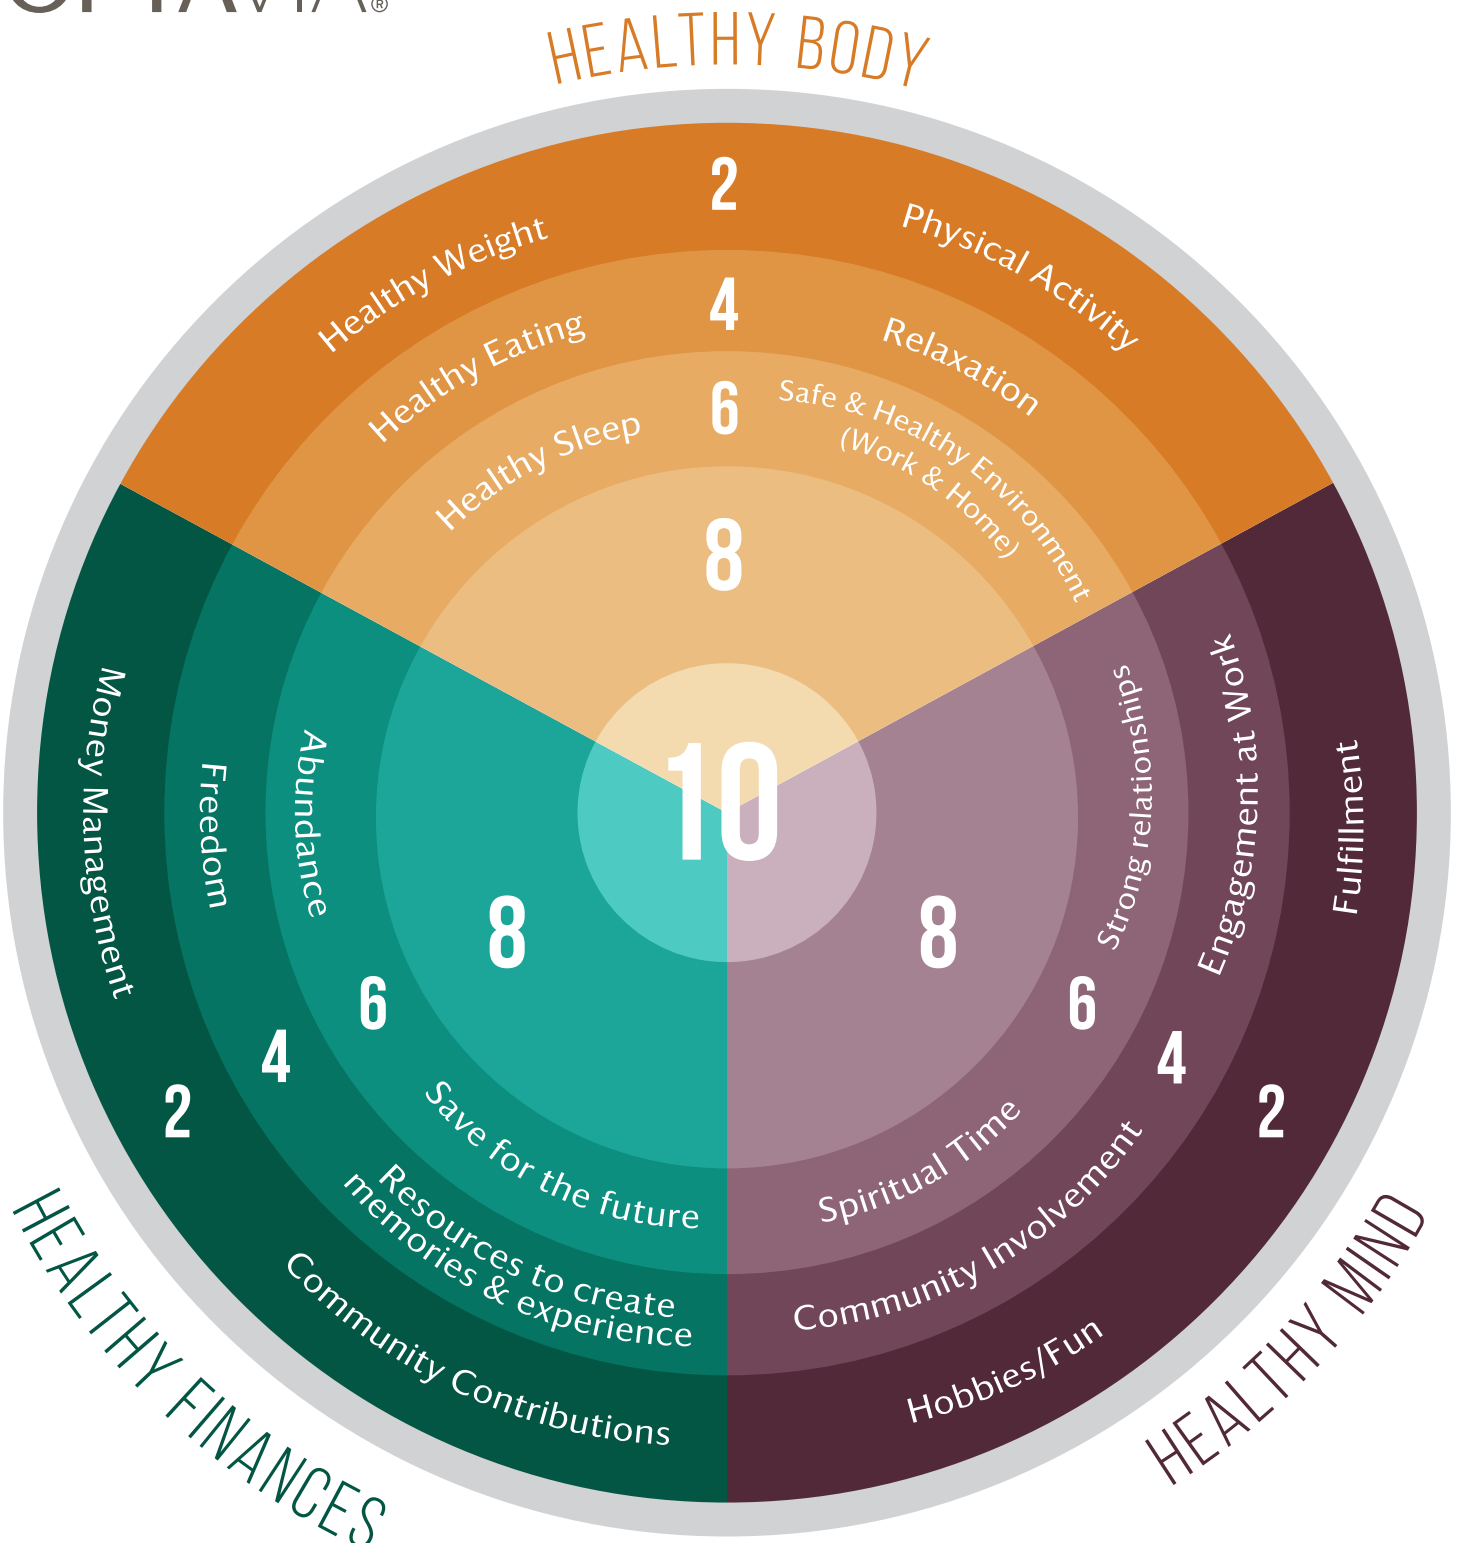 OPTAVIA®
HEALTHY BODY
2
Healthy Weight
Physical Activity
4
Healthy Eating
Relaxation
6
Healthy Sleep
Safe & Healthy Environment
(Work & Home)
8
10
HEALTHY FINANCES
Money Management
Freedom
Abundance
8
6
4
2
Save for the future
Resources to create
memories & experience
Community Contributions
HEALTHY MIND
Strong relationships
Engagement at Work
Fulfillment
8
6
4
2
Spiritual Time
Community Involvement
Hobbies/Fun